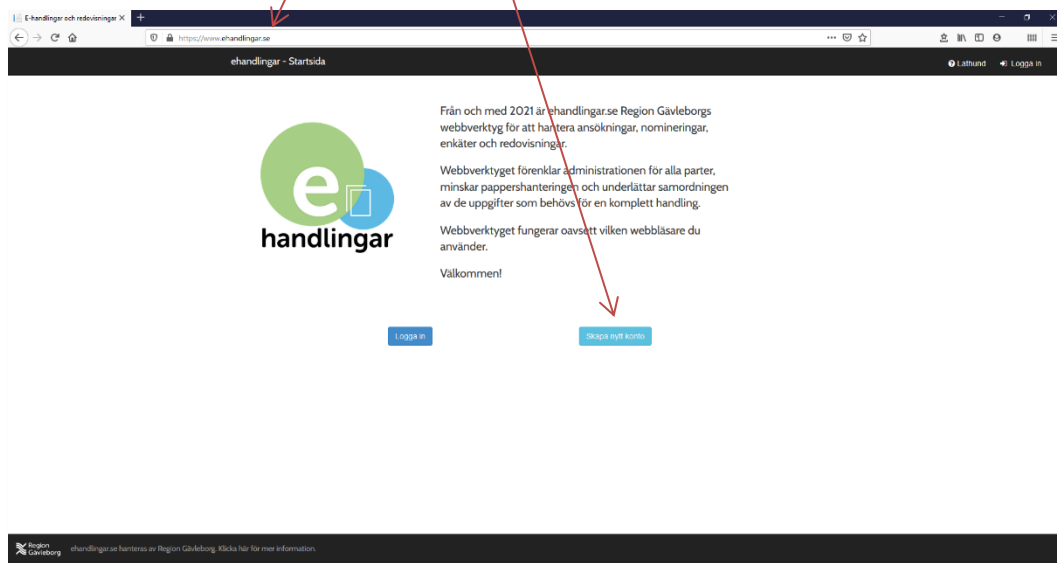 E-handlingar och redovisningar
https://www.ehandlingar.se
ehandlingar - Startsida
Lathund
Logga in
Från och med 2021 är ehandlingar.se Region Gävleborgs
webbverktyg för att hantera ansökningar, nomineringar,
enkäter och redovisningar.
Webbverktyget förenklar administrationen för alla parter,
minskar pappershanteringen och underlättar samordningen
av de uppgifter som behövs för en komplett handling.
Webbverktyget fungerar oavsett vilken webbläsare du
använder.
Välkommen!
e
handlingar
Logga in
Skapa nytt konto
Region
Gävleborg
ehandlingar.se hanteras av Region Gävleborg. Klicka här för mer information.